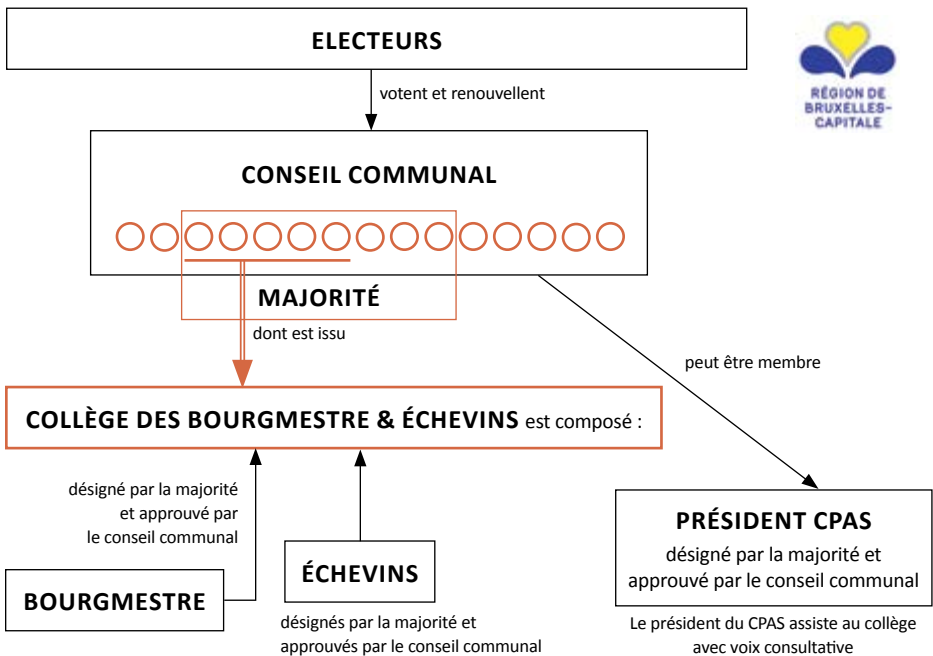 ELECTEURS
RÉGION DE
BRUXELLES-
CAPITALE
votent et renouvellent
CONSEIL COMMUNAL
MAJORITÉ
dont est issu
peut être membre
COLLÈGE DES BOURGMESTRE & ÉCHEVINS est composé :
désigné par la majorité
et approuvé par
le conseil communal
BOURGMESTRE
ÉCHEVINS
désignés par la majorité et
approuvés par le conseil communal
PRÉSIDENT CPAS
désigné par la majorité et
approuvé par le conseil communal
Le président du CPAS assiste au collège
avec voix consultative